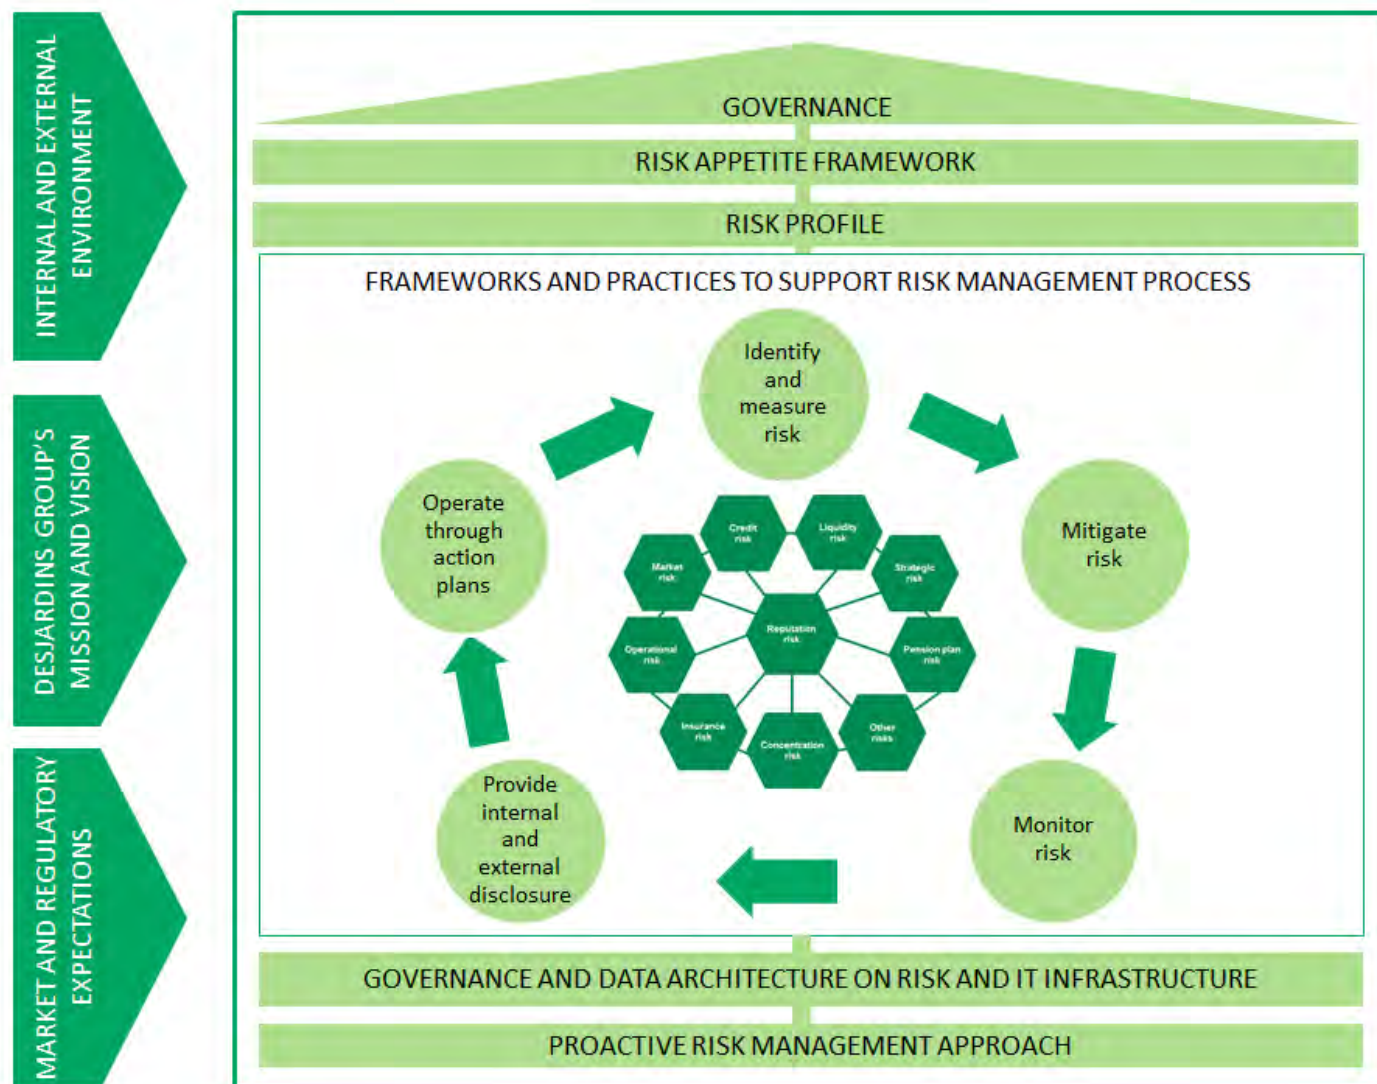 INTERNAL AND EXTERNAL
ENVIRONMENT
DESJARDINS GROUP'S
MISSION AND VISION
MARKET AND REGULATORY
EXPECTATIONS
GOVERNANCE
RISK APPETITE FRAMEWORK
RISK PROFILE
FRAMEWORKS AND PRACTICES TO SUPPORT RISK MANAGEMENT PROCESS
Identify
and
measure
risk
Mitigate
risk
Monitor
risk
Provide
internal
and
external
disclosure
Operate
through
action
plans
Credit
risk
Liquidity
risk
Market
risk
Strategic
risk
Reputation
risk
Operational
risk
Pension plan
risk
Insurance
risk
Concentration
risk
Other
risks
GOVERNANCE AND DATA ARCHITECTURE ON RISK AND IT INFRASTRUCTURE
PROACTIVE RISK MANAGEMENT APPROACH